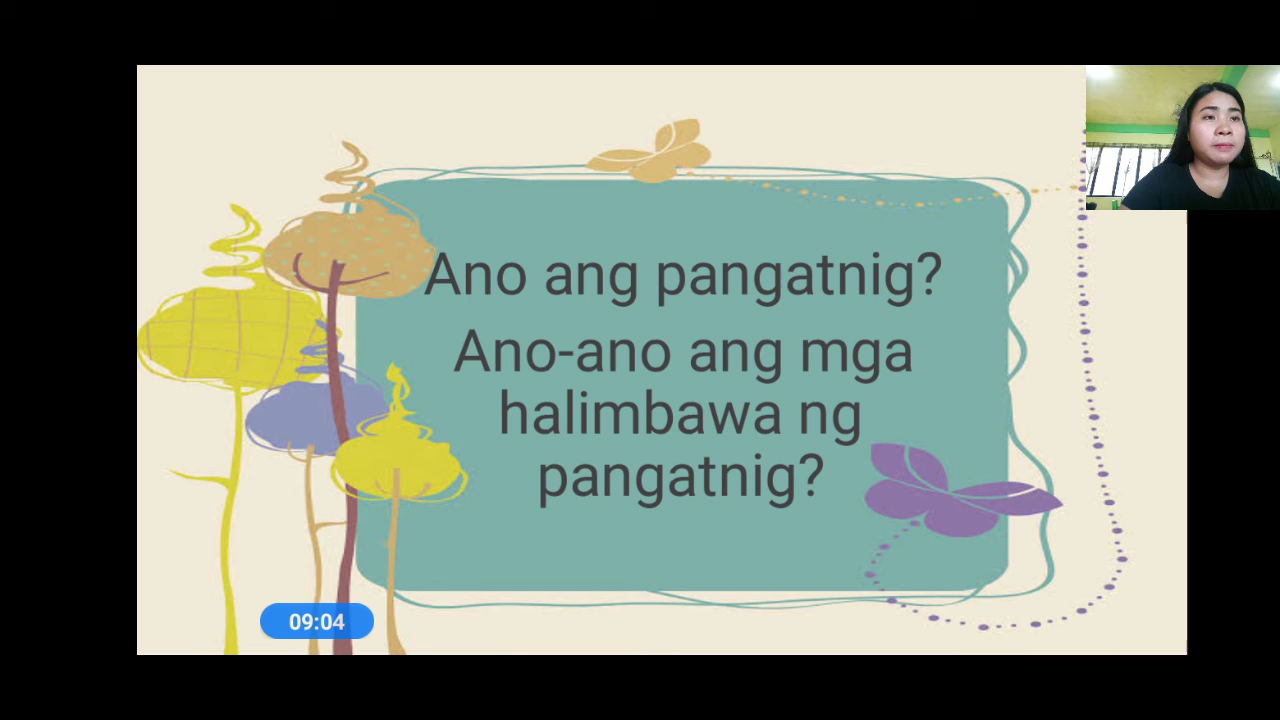 Ano ang pangatnig?
Ano-ano ang mga
halimbawa ng
pangatnig?
09:04